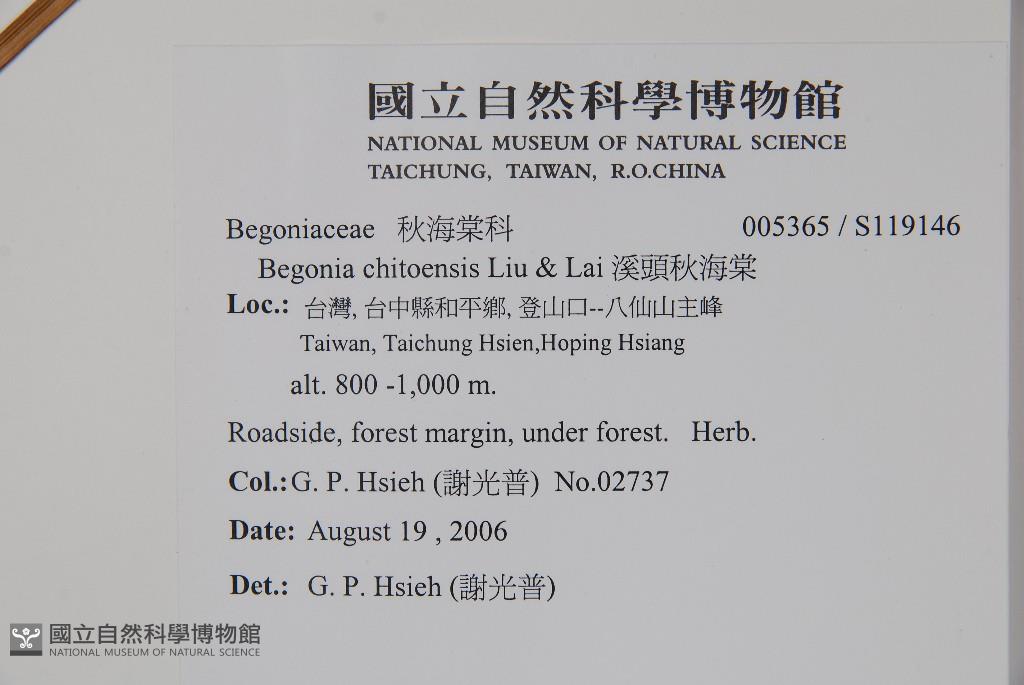 國立自然科學博物館
NATIONAL MUSEUM OF NATURAL SCIENCE
TAICHUNG, TAIWAN, R.O.CHINA
Begoniaceae 秋海棠科 005365 / S119146
Begonia chitoensis Liu & Lai 溪頭秋海棠
Loc.: 台灣, 台中縣和平鄉, 登山口--八仙山主峰
Taiwan, Taichung Hsien,Hoping Hsiang
alt. 800 -1,000 m.
Roadside, forest margin, under forest. Herb.
Col.:G. P. Hsieh (謝光普) No.02737
Date: August 19 , 2006
Det.: G. P. Hsieh (謝光普)
國立自然科學博物館
NATIONAL MUSEUM OF NATURAL SCIENCE